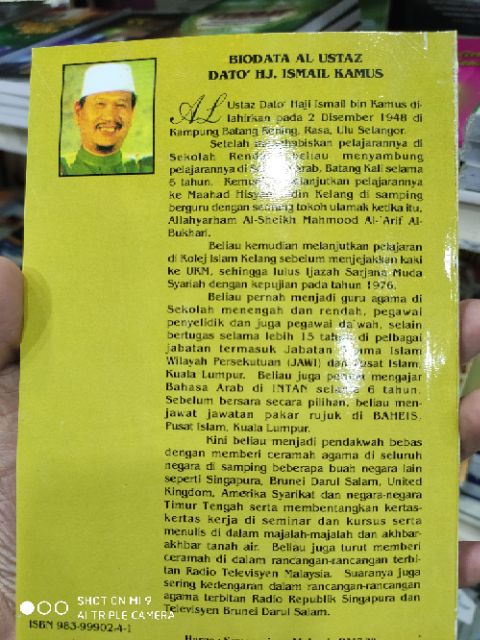 BIODATA AL USTAZ
DATO' HJ. ISMAIL KAMUS
AL Ustaz Dato' Haji Ismail bin Kamus di-
lahirkan pada 2 Disember 1948 di
Kampung Batang Kening, Rasa, Ulu Selangor.
Setelah menghabiskan pelajarannya di
Sekolah Rendah, beliau menyambung
pelajarannya di Sekolah Arab, Batang Kali selama
6 tahun. Kemudian melanjutkan pelajarannya
ke Maahad Hisyamuddin Kelang di samping
berguru dengan seorang tokoh ulamak ketika itu,
Allahyarham Al-Sheikh Mahmood Al-'Arif Al-
Bukhari.
Beliau kemudian melanjutkan pelajaran
di Kolej Islam Kelang sebelum menjejakkan kaki
ke UKM, sehingga lulus Ijazah Sarjana Muda
Syariah dengan kepujian pada tahun 1976.
Beliau pernah menjadi guru agama di
Sekolah menengah dan rendah, pegawai
penyelidik dan juga pegawai da'wah, selain
bertugas selama lebih 15 tahun di pelbagai
jabatan termasuk Jabatan Agama Islam
Wilayah Persekutuan (JAWI) dan Pusat Islam,
Kuala Lumpur. Beliau juga pernah mengajar
Bahasa Arab di INTAN selama 6 tahun.
Sebelum bersara secara pilihan, beliau men-
jawat jawatan pakar rujuk di BAHEIS,
Pusat Islam, Kuala Lumpur.
Kini beliau menjadi pendakwah bebas
dengan memberi ceramah agama di seluruh
negara di samping beberapa buah negara lain
seperti Singapura, Brunei Darul Salam, United
Kingdom, Amerika Syarikat dan negara-negara
Timur Tengah serta membentangkan kertas-
kertas kerja di seminar dan kursus serta
menulis di dalam majalah-majalah dan akhbar-
akhbar tanah air. Beliau juga turut memberi
ceramah di dalam rancangan-rancangan terbi-
tan Radio Televisyen Malaysia. Suaranya juga
sering kedengaran dalam rancangan-rancangan
agama terbitan Radio Republik Singapura dan
Televisyen Brunei Darul Salam.
SHOT ON MI 9
AI TRIPLE CAMERA
ISBN 983-99902-4-1